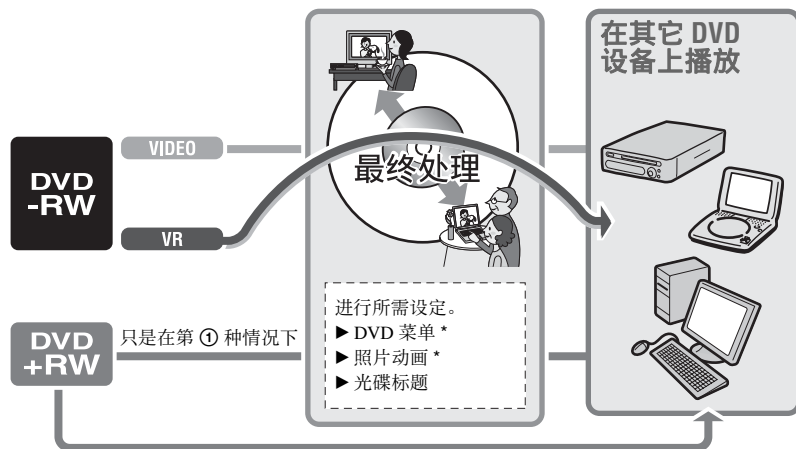 DVD
-RW
VIDEO
VR
最终处理
在其它 DVD
设备上播放
DVD
+RW
只是在第 ① 种情况下
进行所需设定。
▶ DVD 菜单 *
▶ 照片动画 *
▶ 光碟标题